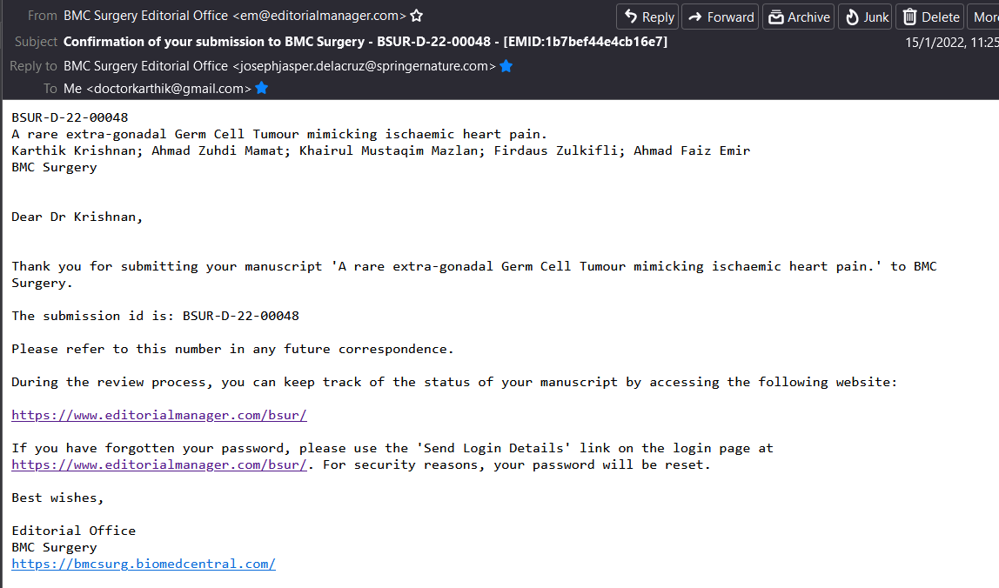 From BMC Surgery Editorial Office <em@editorialmanager.com> Reply Forward Archive Junk Delete
Subject Confirmation of your submission to BMC Surgery - BSUR-D-22-00048 - [EMID:1b7bef44e4cb16e7] 15/1/2022, 11:25
Reply to BMC Surgery Editorial Office <josephjasper.delacruz@springernature.com>
To Me <doctorkarthik@gmail.com>
BSUR-D-22-00048
A rare extra-gonadal Germ Cell Tumour mimicking ischaemic heart pain.
Karthik Krishnan; Ahmad Zuhdi Mamat; Khairul Mustaqim Mazlan; Firdaus Zulkifli; Ahmad Faiz Emir
BMC Surgery
Dear Dr Krishnan,
Thank you for submitting your manuscript 'A rare extra-gonadal Germ Cell Tumour mimicking ischaemic heart pain.' to BMC
Surgery.
The submission id is: BSUR-D-22-00048
Please refer to this number in any future correspondence.
During the review process, you can keep track of the status of your manuscript by accessing the following website:
https://www.editorialmanager.com/bsur/
If you have forgotten your password, please use the 'Send Login Details' link on the login page at
https://www.editorialmanager.com/bsur/. For security reasons, your password will be reset.
Best wishes,
Editorial Office
BMC Surgery
https://bmcsurg.biomedcentral.com/